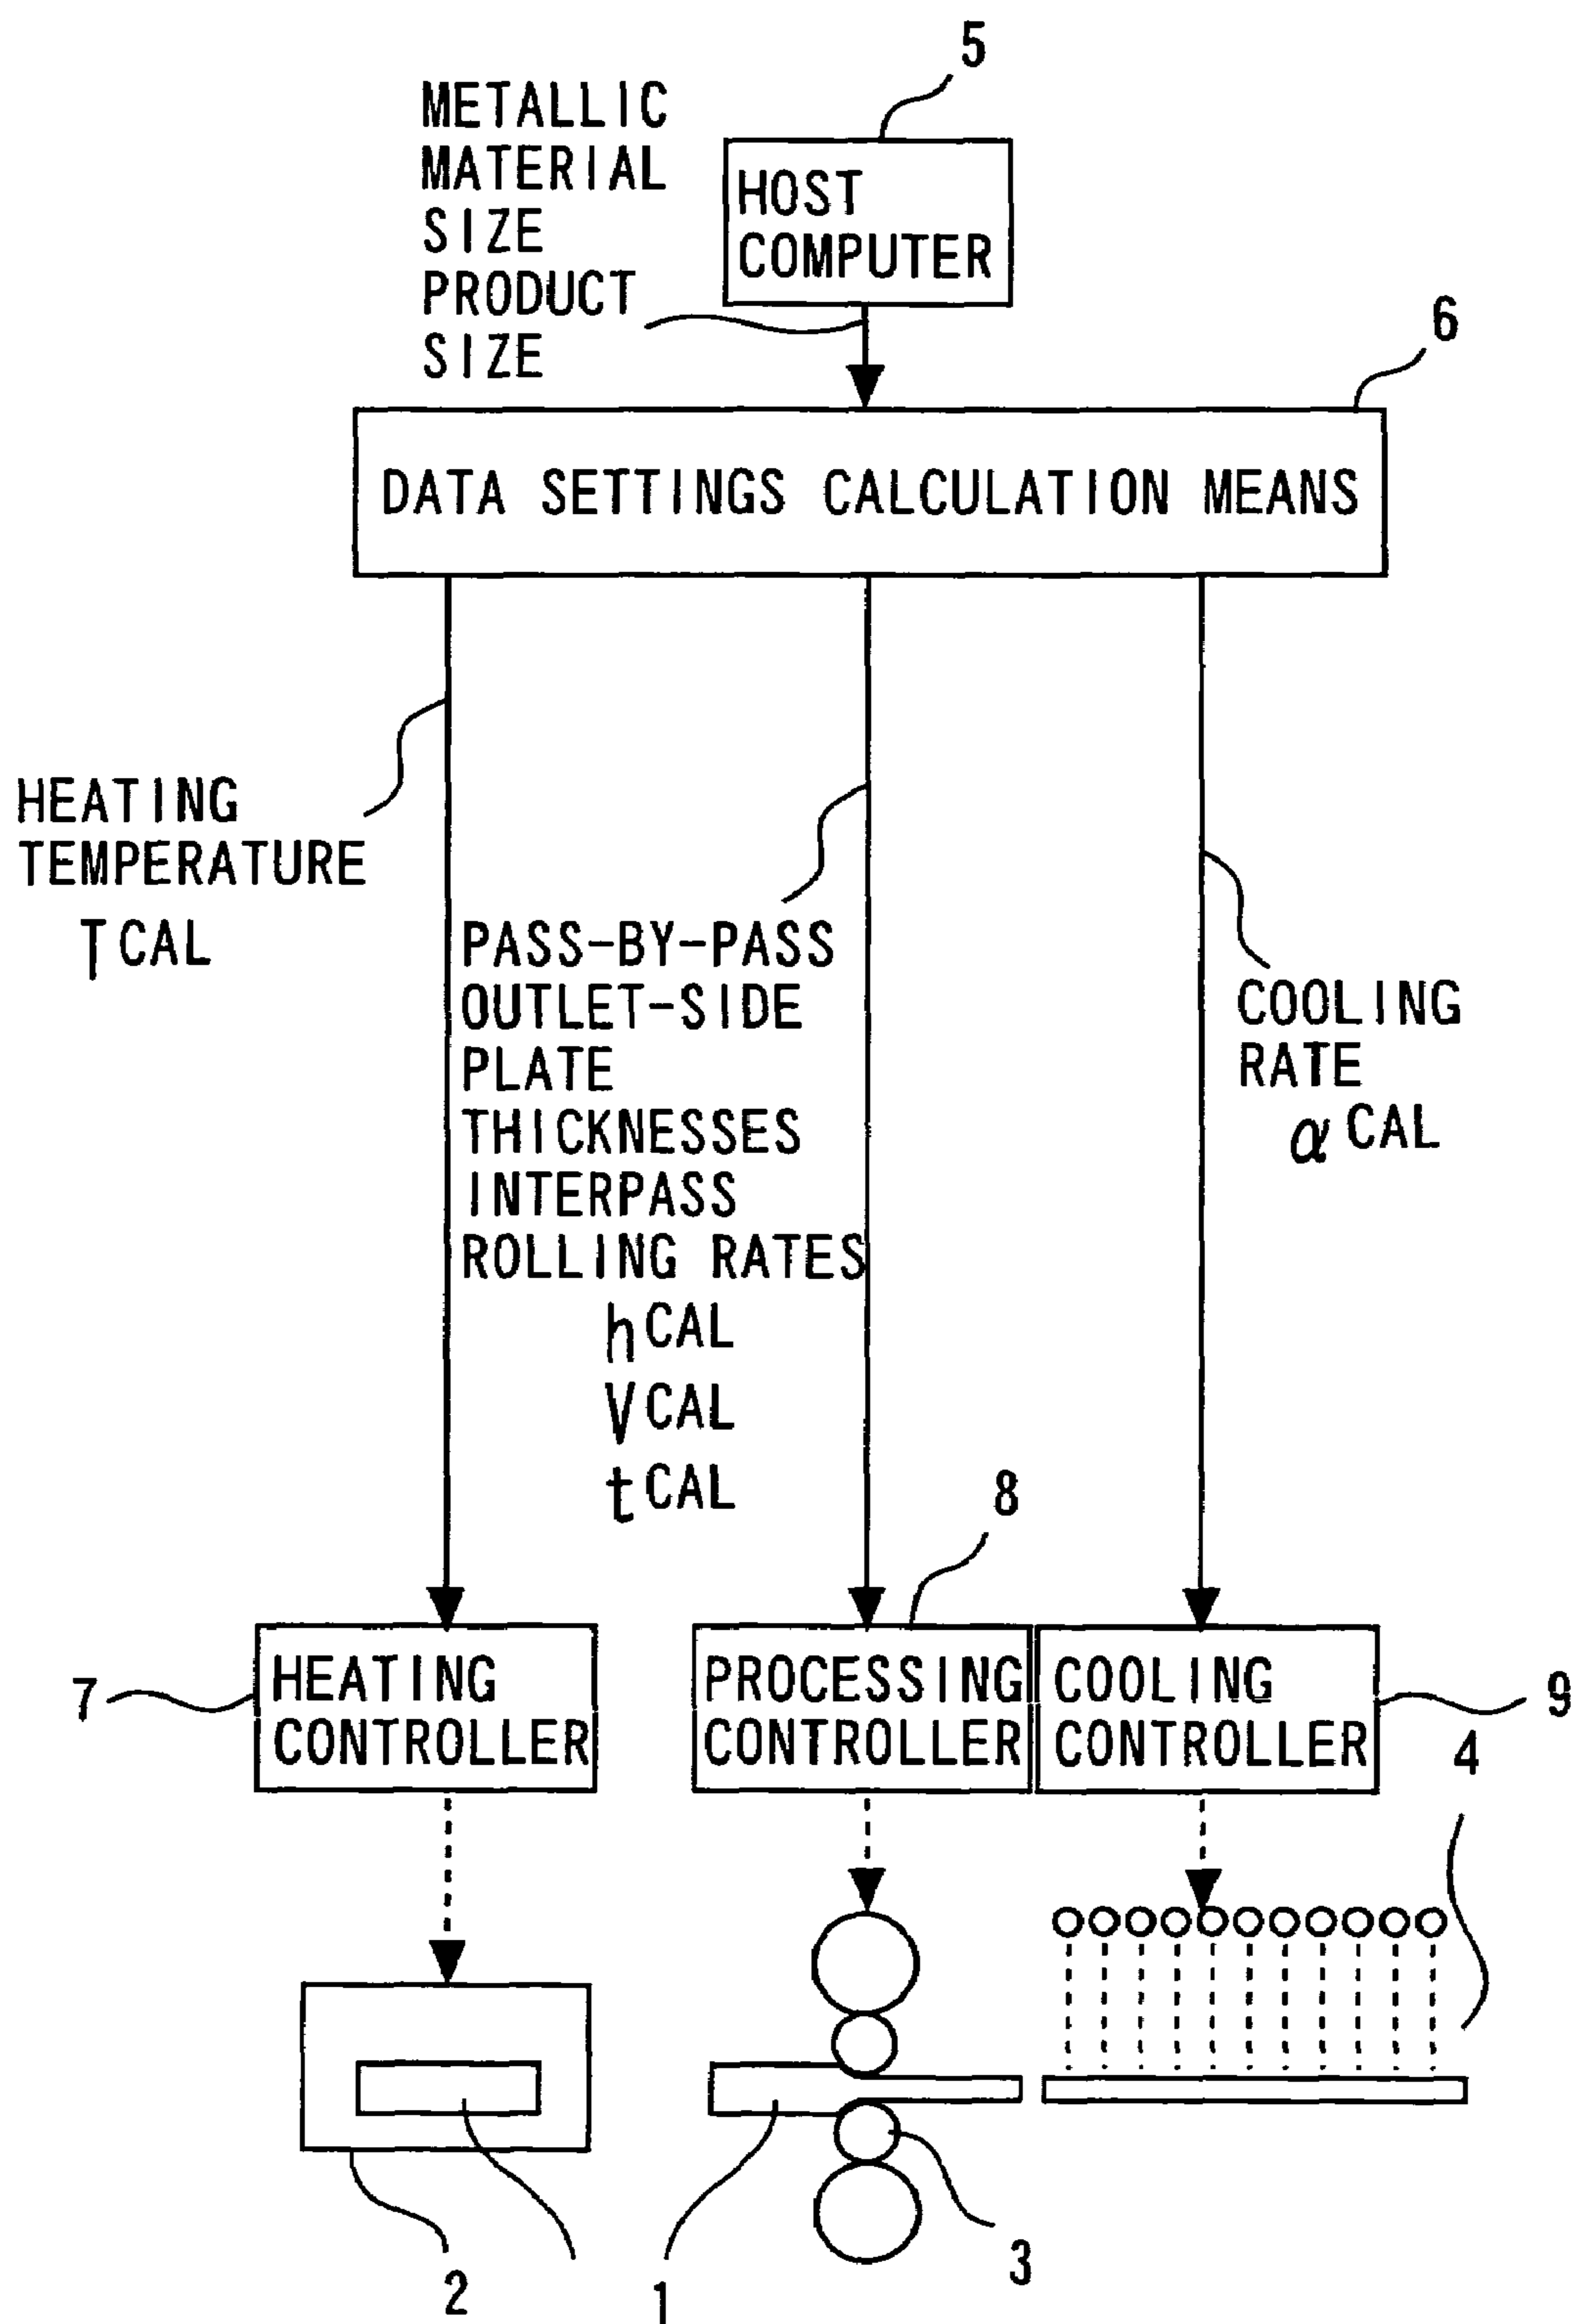 5
METALLIC
MATERIAL
SIZE
PRODUCT
SIZE
HOST
COMPUTER
6
DATA SETTINGS CALCULATION MEANS
HEATING
TEMPERATURE
TCAL
PASS-BY-PASS
OUTLET-SIDE
PLATE
THICKNESSES
INTERPASS
ROLLING RATES
hCAL
VCAL
tCAL
COOLING
RATE
αCAL
8
7
HEATING
CONTROLLER
PROCESSING
CONTROLLER
COOLING
CONTROLLER
9
4
2
1
3